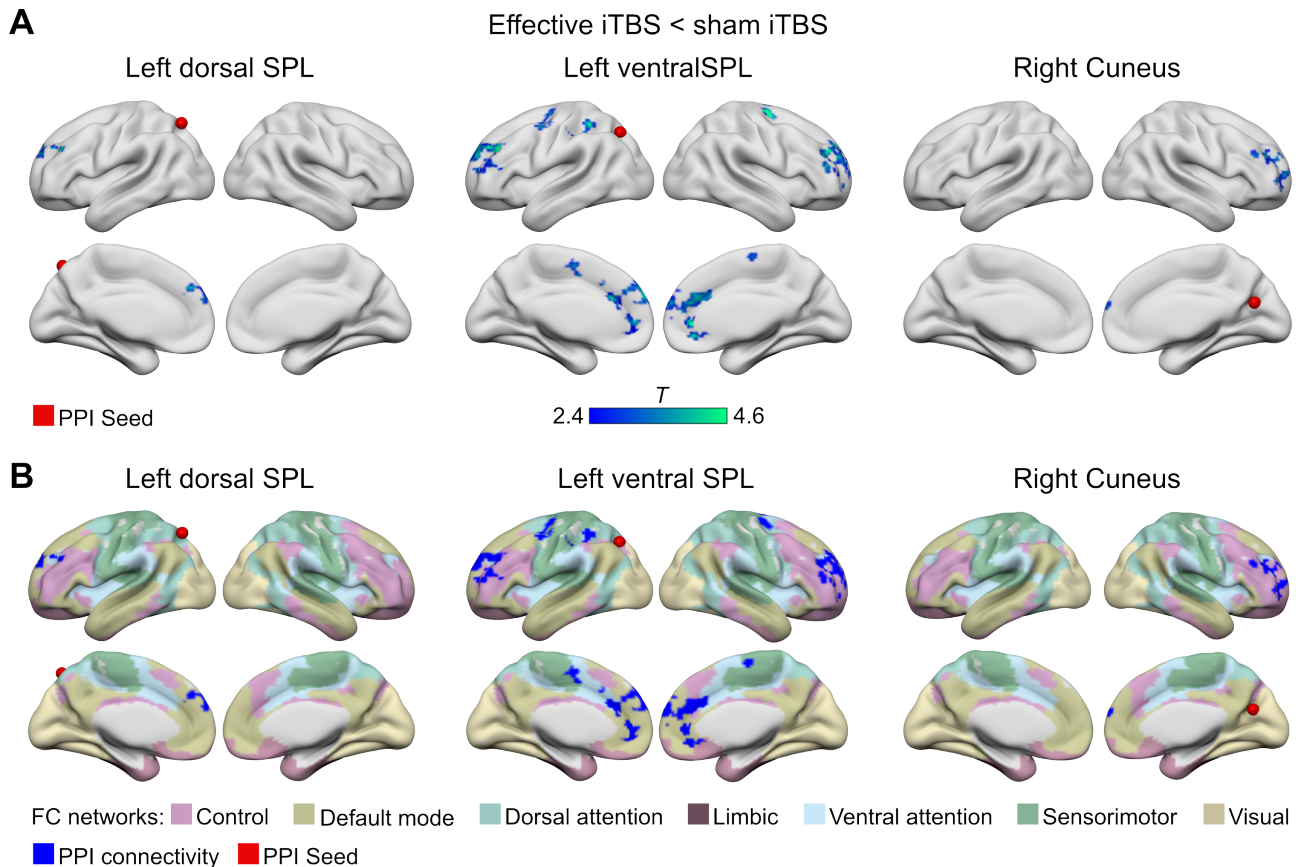 A
Effective iTBS < sham iTBS
Left dorsal SPL
Left ventralSPL
Right Cuneus
PPI Seed
T
2.4
4.6
B
Left dorsal SPL
Left ventral SPL
Right Cuneus
FC networks: Control Default mode Dorsal attention Limbic Ventral attention Sensorimotor Visual
PPI connectivity PPI Seed